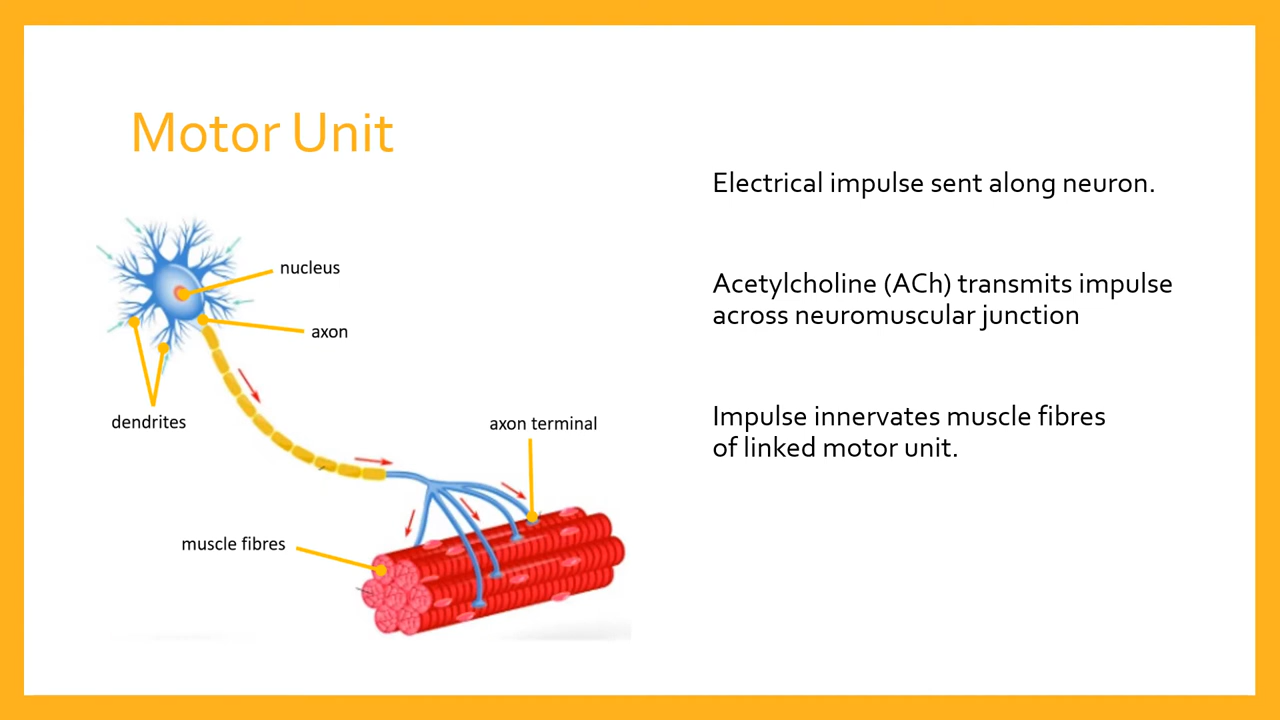 Motor Unit
nucleus
axon
dendrites
axon terminal
muscle fibres
Electrical impulse sent along neuron.
Acetylcholine (ACh) transmits impulse
across neuromuscular junction
Impulse innervates muscle fibres
of linked motor unit.